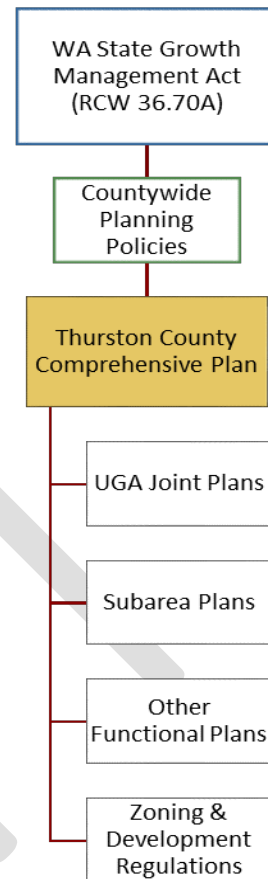 WA State Growth
Management Act
(RCW 36.70A)
Countywide
Planning
Policies
Thurston County
Comprehensive Plan
UGA Joint Plans
Subarea Plans
Other
Functional Plans
Zoning &
Development
Regulations